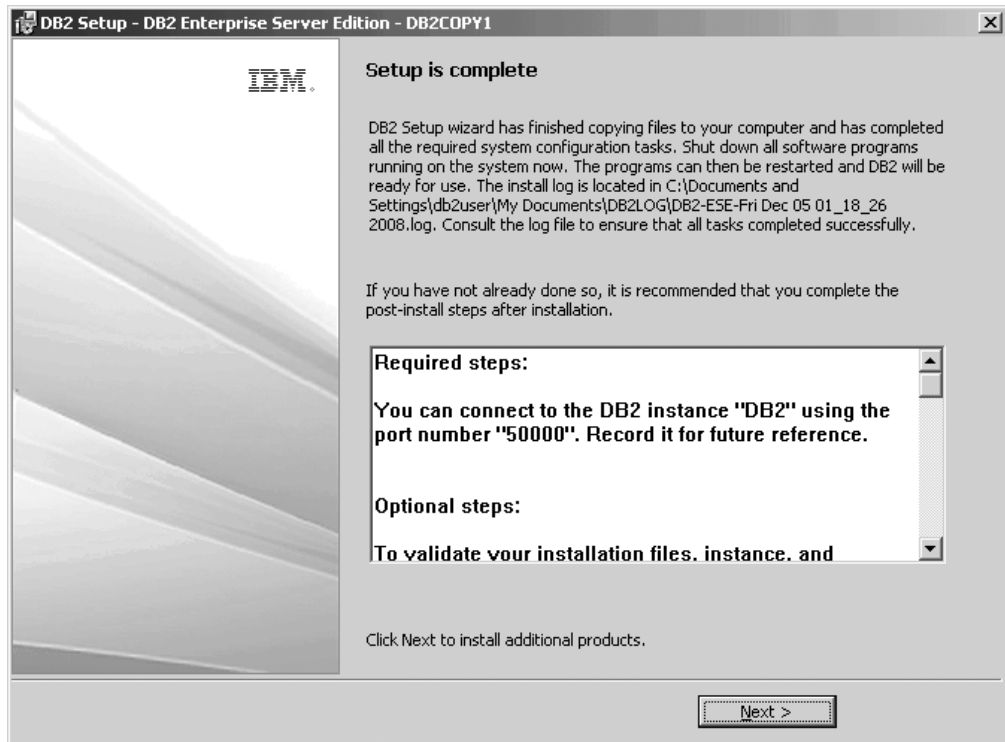 DB2 Setup - DB2 Enterprise Server Edition - DB2COPY1
IBM.
Setup is complete
DB2 Setup wizard has finished copying files to your computer and has completed
all the required system configuration tasks. Shut down all software programs
running on the system now. The programs can then be restarted and DB2 will be
ready for use. The install log is located in C:\Documents and
Settings\db2user\My Documents\DB2LOG\DB2-ESE-Fri Dec 05 01_18_26
2008.log. Consult the log file to ensure that all tasks completed successfully.
If you have not already done so, it is recommended that you complete the
post-install steps after installation.
Required steps:
You can connect to the DB2 instance "DB2" using the
port number "50000". Record it for future reference.
Optional steps:
To validate your installation files, instance, and
Click Next to install additional products.
Next >